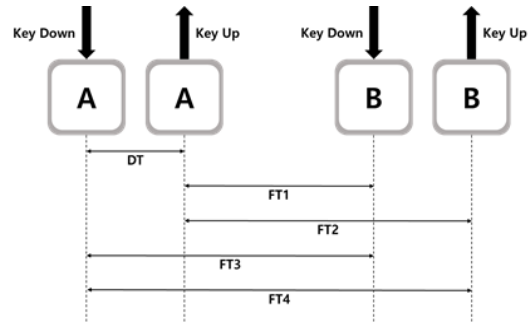 Key Down
Key Up
Key Down
Key Up
A
A
B
B
DT
FT1
FT2
FT3
FT4